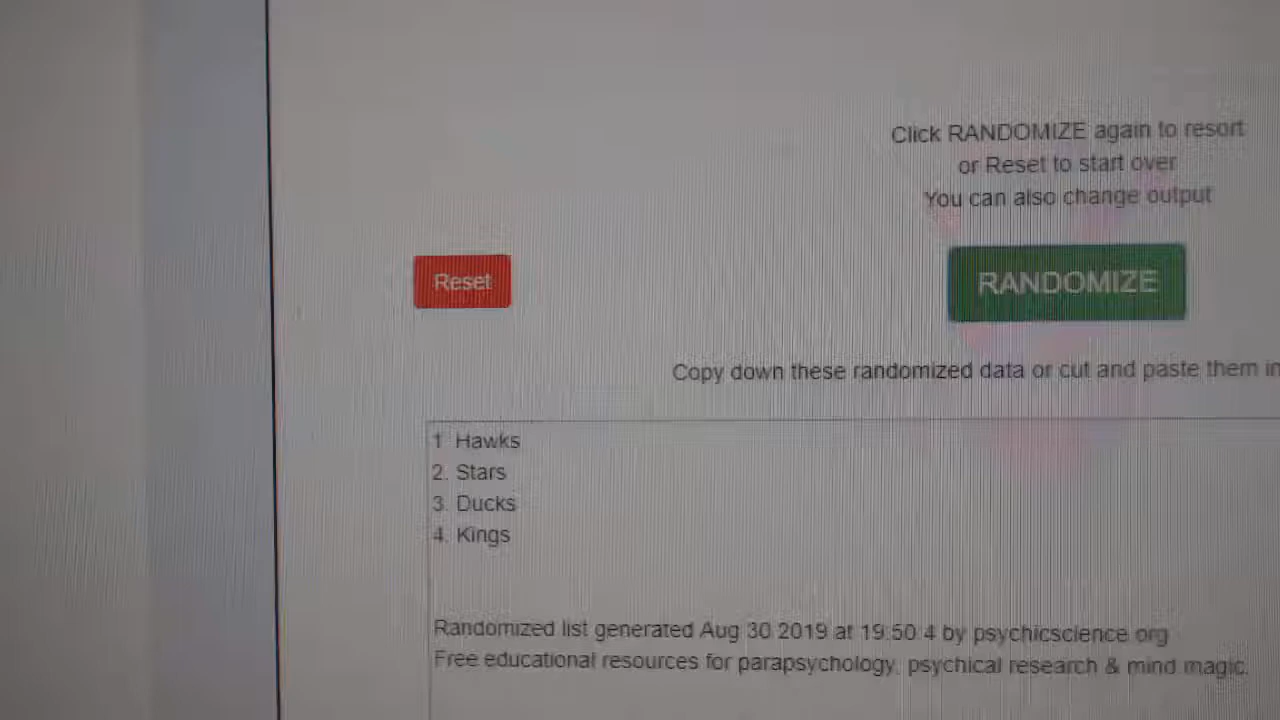 Click RANDOMIZE again to resort
or Reset to start over
You can also change output
Reset
RANDOMIZE
Copy down these randomized data or cut and paste them in
1. Hawks
2. Stars
3. Ducks
4. Kings
Randomized list generated Aug 30 2019 at 19:50:4 by psychicscience.org
Free educational resources for parapsychology, psychical research & mind magic.